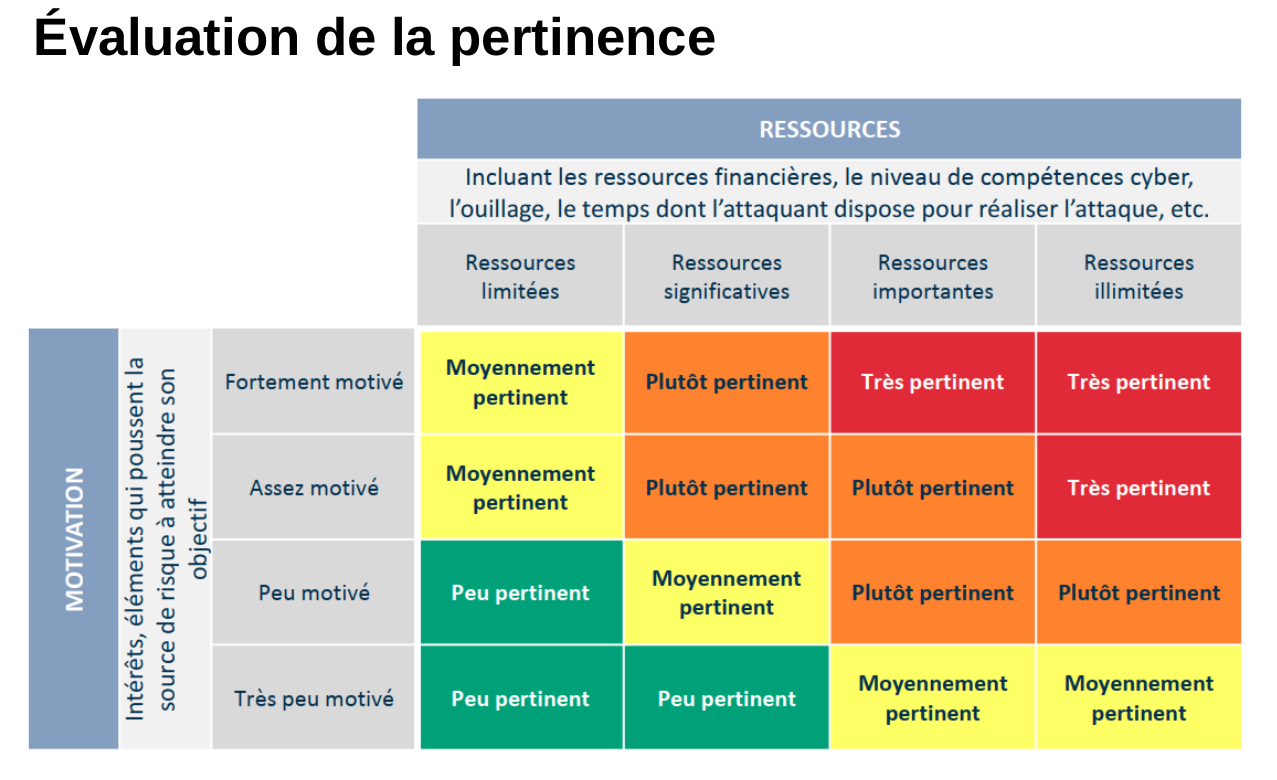 Évaluation de la pertinence
RESSOURCES
Incluant les ressources financières, le niveau de compétences cyber,
l’ouillage, le temps dont l’attaquant dispose pour réaliser l’attaque, etc.
Ressources
limitées
Ressources
significatives
Ressources
importantes
Ressources
illimitées
MOTIVATION
Intérêts, éléments qui poussent la
source de risque à atteindre son
objectif
Fortement motivé
Moyennement
pertinent
Plutôt pertinent
Très pertinent
Très pertinent
Assez motivé
Moyennement
pertinent
Plutôt pertinent
Plutôt pertinent
Très pertinent
Peu motivé
Peu pertinent
Moyennement
pertinent
Plutôt pertinent
Plutôt pertinent
Très peu motivé
Peu pertinent
Peu pertinent
Moyennement
pertinent
Moyennement
pertinent